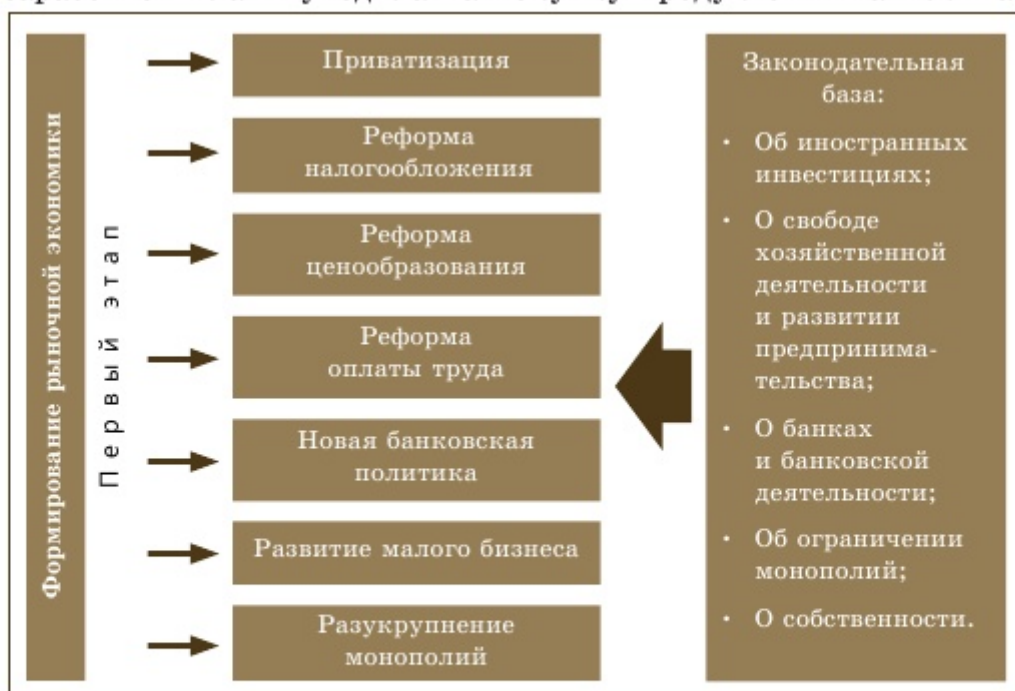 Формирование рыночной экономики
Первый этап
Приватизация
Реформа
налогообложения
Реформа
ценообразования
Реформа
оплаты труда
Новая банковская
политика
Развитие малого бизнеса
Разукрупнение
монополий
Законодательная
база:
• Об иностранных
инвестициях;
• О свободе
хозяйственной
деятельности
и развитии
предпринима-
тельства;
• О банках
и банковской
деятельности;
• Об ограничении
монополий;
• О собственности.